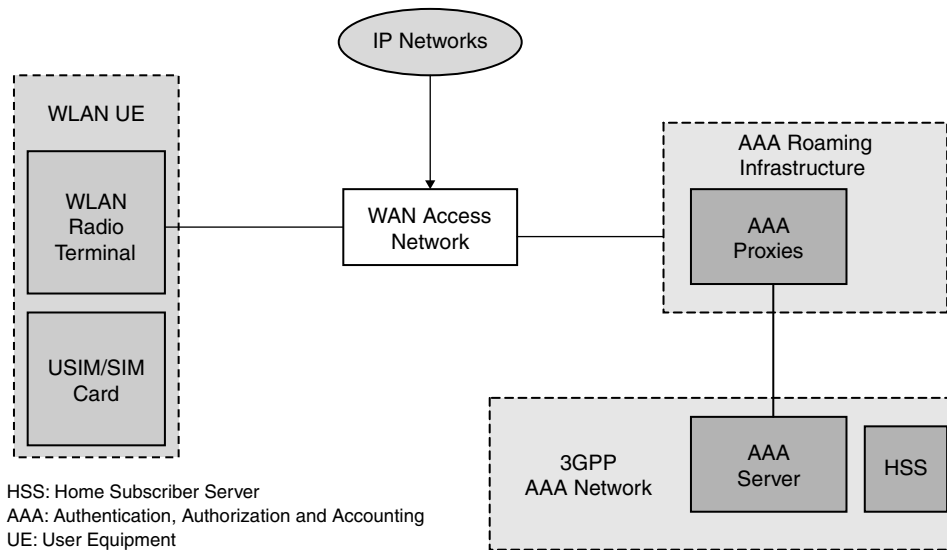 IP Networks
WLAN UE
WLAN
Radio
Terminal
USIM/SIM
Card
WAN Access
Network
AAA Roaming
Infrastructure
AAA
Proxies
3GPP
AAA Network
AAA
Server
HSS
HSS: Home Subscriber Server
AAA: Authentication, Authorization and Accounting
UE: User Equipment